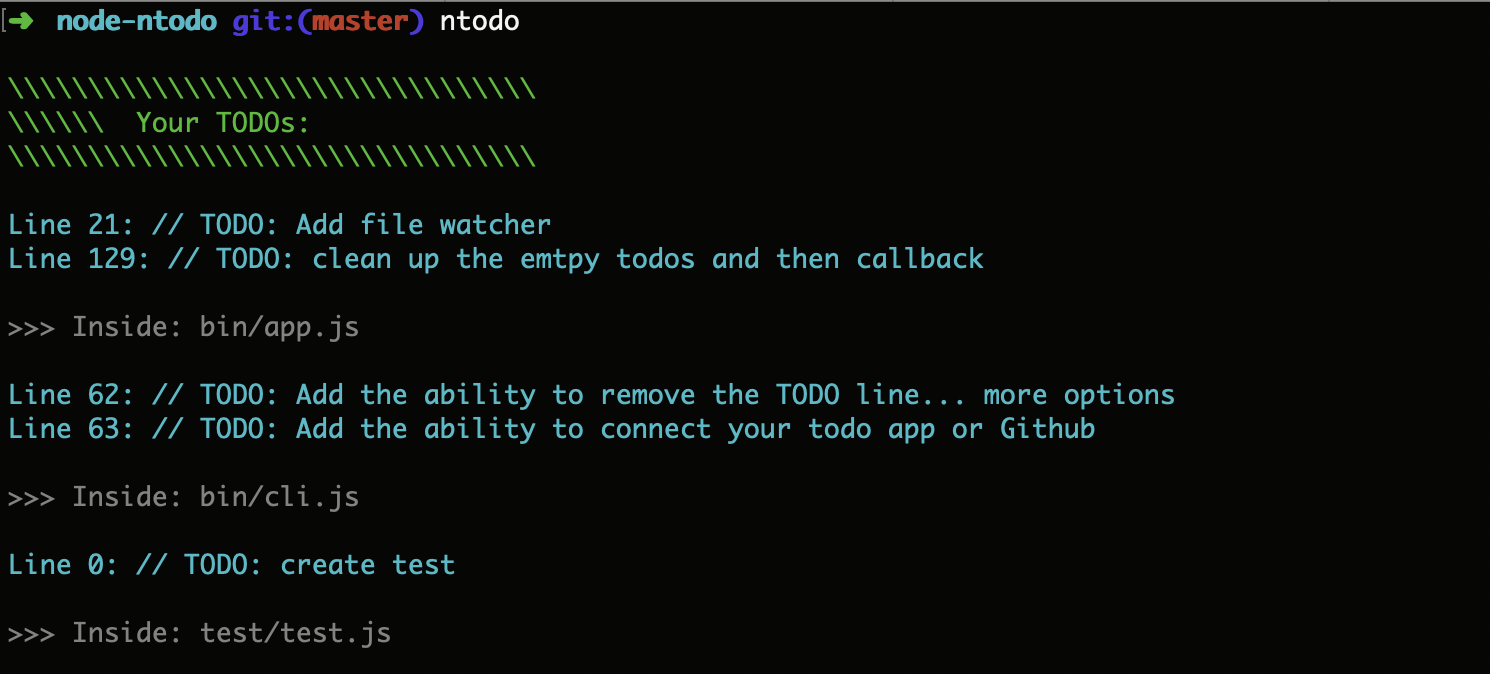 ➜ node-ntodo git:(master) ntodo
\\\\\\\\\\\\\\\\\\\\\\\\\\\\\\\\\
\\\\\\  Your TODOs:
\\\\\\\\\\\\\\\\\\\\\\\\\\\\\\\\\
Line 21: // TODO: Add file watcher
Line 129: // TODO: clean up the emtpy todos and then callback
>>> Inside: bin/app.js
Line 62: // TODO: Add the ability to remove the TODO line... more options
Line 63: // TODO: Add the ability to connect your todo app or Github
>>> Inside: bin/cli.js
Line 0: // TODO: create test
>>> Inside: test/test.js